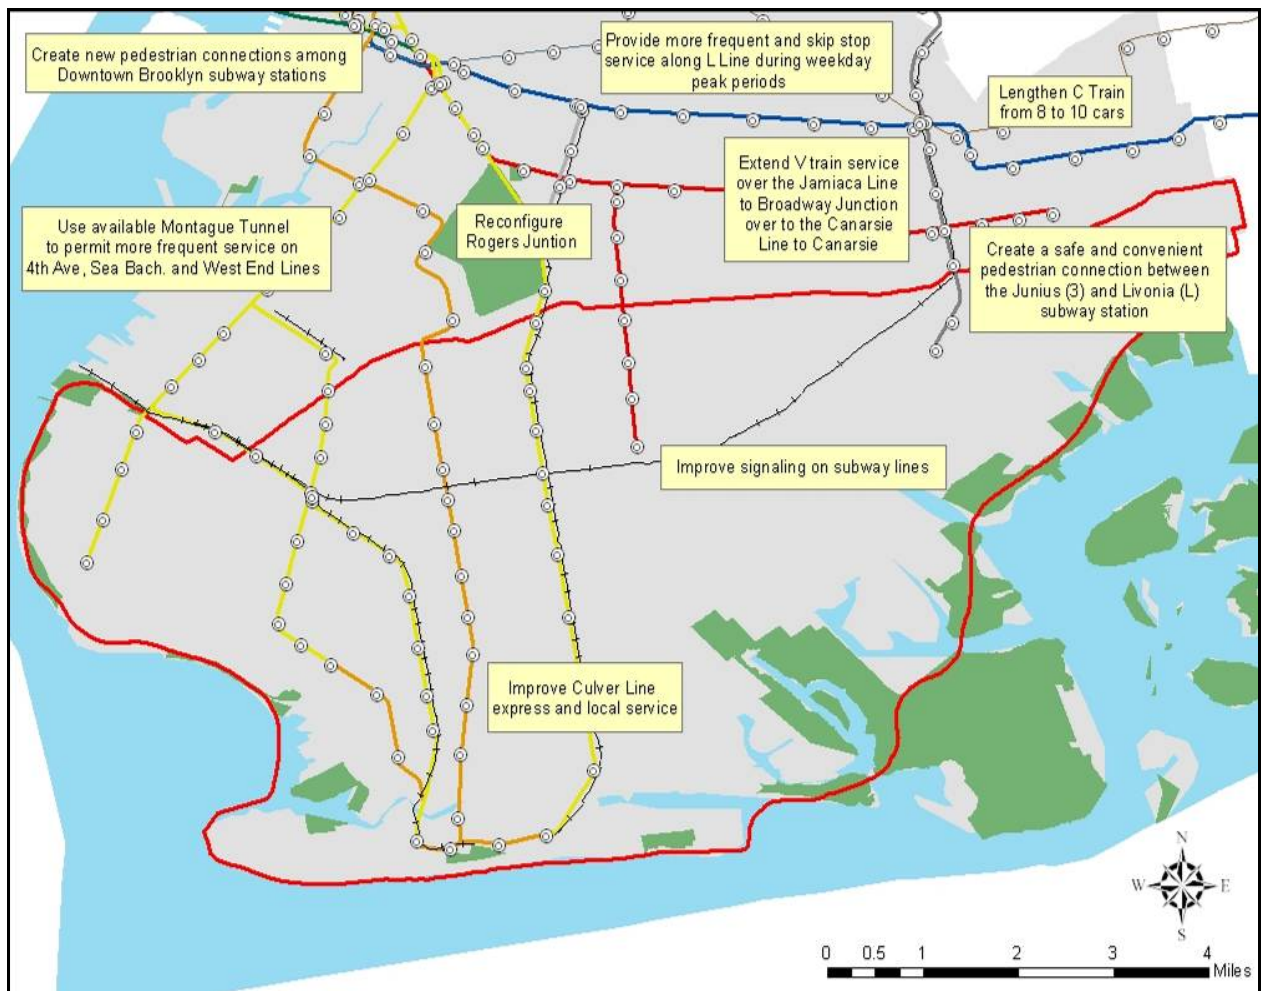 Create new pedestrian connections among
Downtown Brooklyn subway stations
Provide more frequent and skip stop
service along L Line during weekday
peak periods
Lengthen C Train
from 8 to 10 cars
Extend V train service
over the Jamiaca Line
to Broadway Junction
over to the Canarsie
Line to Canarsie
Use available Montague Tunnel
to permit more frequent service on
4th Ave, Sea Bach. and West End Lines
Reconfigure
Rogers Juntion
Create a safe and convenient
pedestrian connection between
the Junius (3) and Livonia (L)
subway station
Improve signaling on subway lines
Improve Culver Line
express and local service
N
W E
S
0 0.5 1 2 3 4
Miles